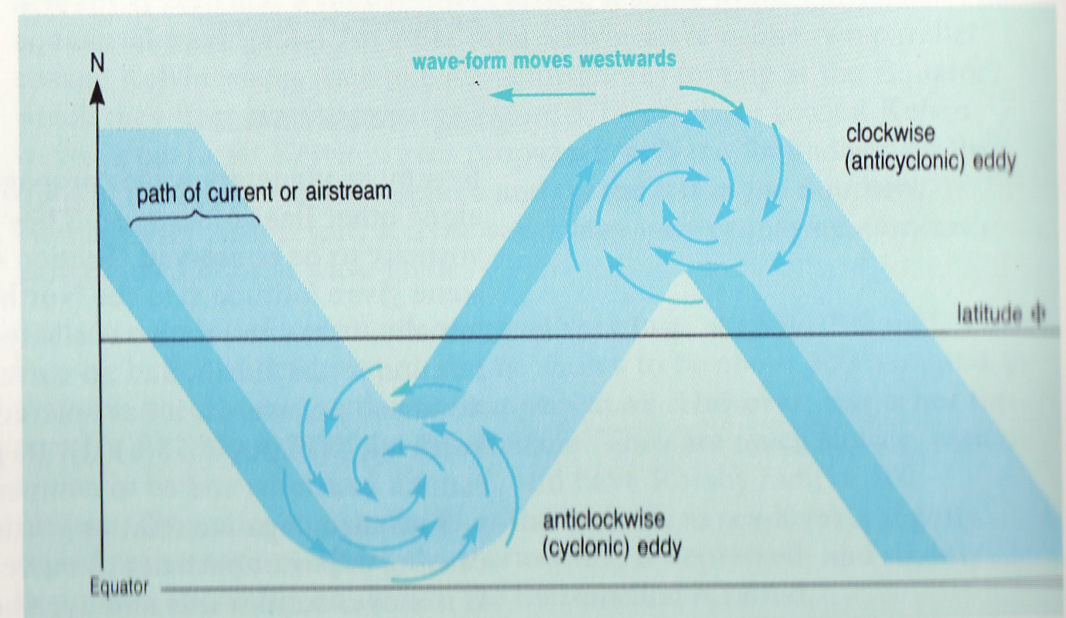 N
wave-form moves westwards
clockwise
(anticyclonic) eddy
path of current or airstream
latitude ϕ
anticlockwise
(cyclonic) eddy
Equator